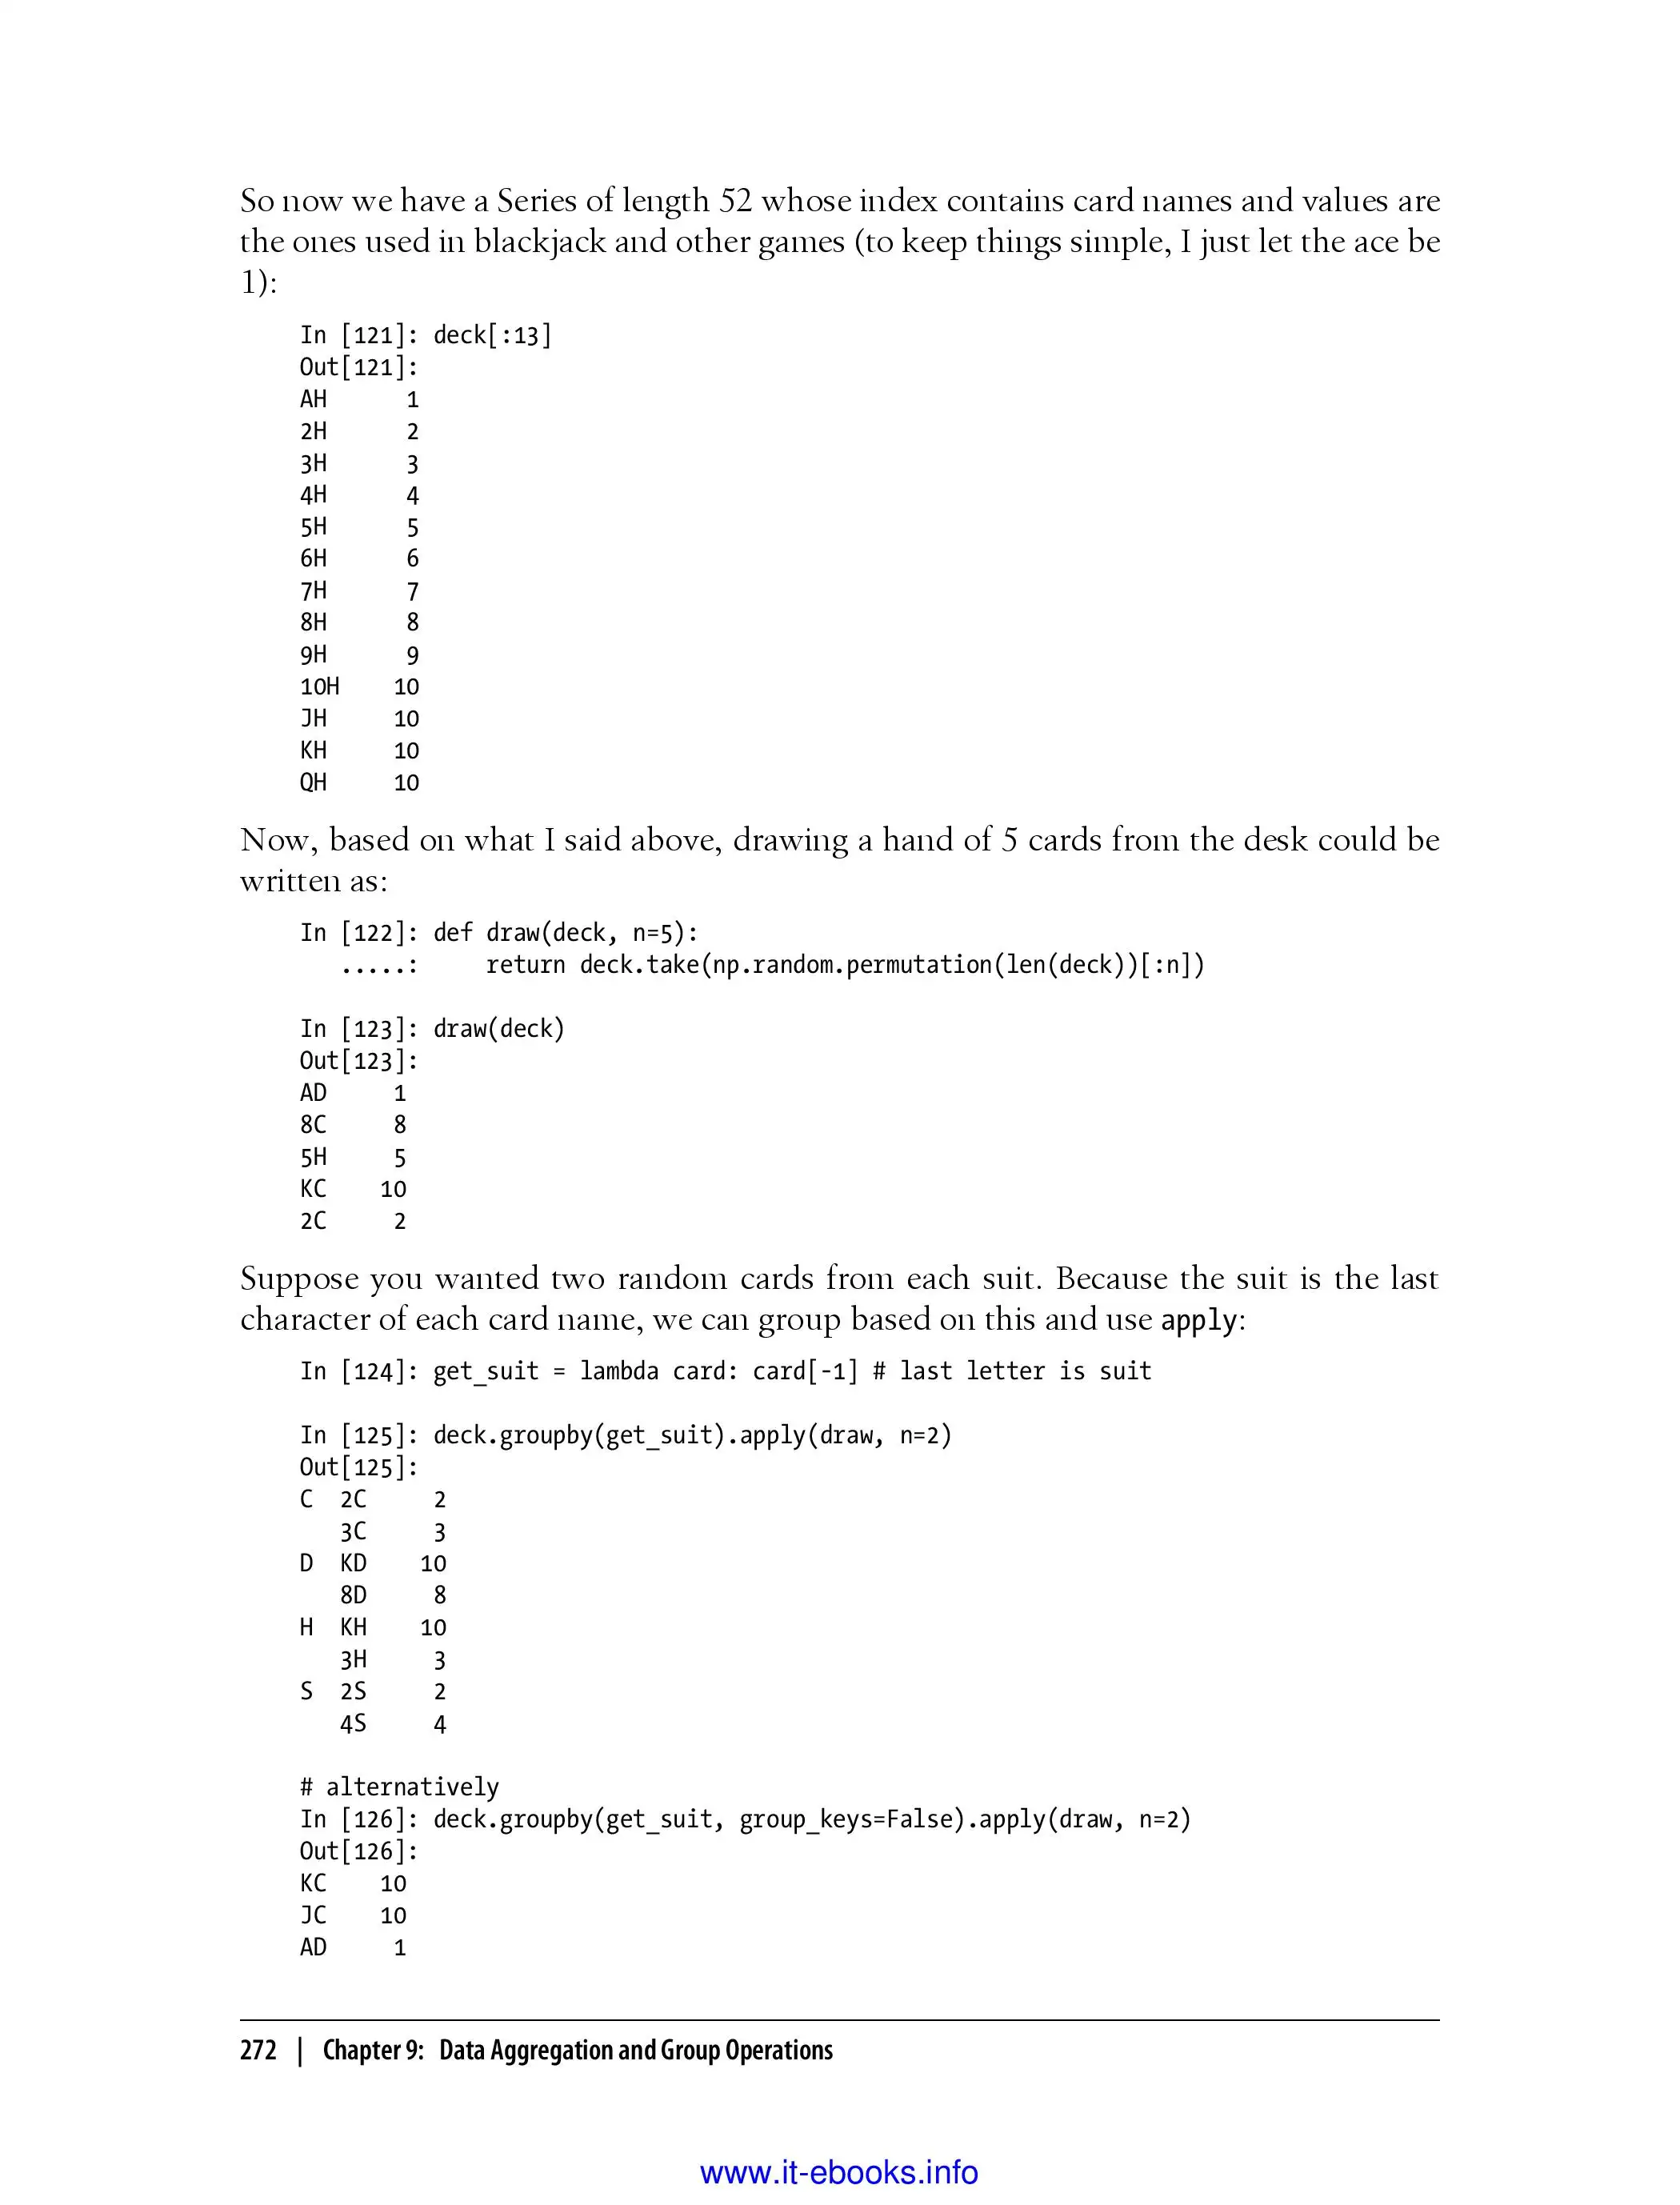 So now we have a Series of length 52 whose index contains card names and values are
the ones used in blackjack and other games (to keep things simple, I just let the ace be
1):
In [121]: deck[:13]
Out[121]:
AH      1
2H      2
3H      3
4H      4
5H      5
6H      6
7H      7
8H      8
9H      9
10H    10
JH     10
KH     10
QH     10
Now, based on what I said above, drawing a hand of 5 cards from the desk could be
written as:
In [122]: def draw(deck, n=5):
   .....:     return deck.take(np.random.permutation(len(deck))[:n])
In [123]: draw(deck)
Out[123]:
AD     1
8C     8
5H     5
KC    10
2C     2
Suppose you wanted two random cards from each suit. Because the suit is the last
character of each card name, we can group based on this and use apply:
In [124]: get_suit = lambda card: card[-1] # last letter is suit
In [125]: deck.groupby(get_suit).apply(draw, n=2)
Out[125]:
C  2C     2
   3C     3
D  KD    10
   8D     8
H  KH    10
   3H     3
S  2S     2
   4S     4
# alternatively
In [126]: deck.groupby(get_suit, group_keys=False).apply(draw, n=2)
Out[126]:
KC    10
JC    10
AD     1
272 | Chapter 9: Data Aggregation and Group Operations
www.it-ebooks.info